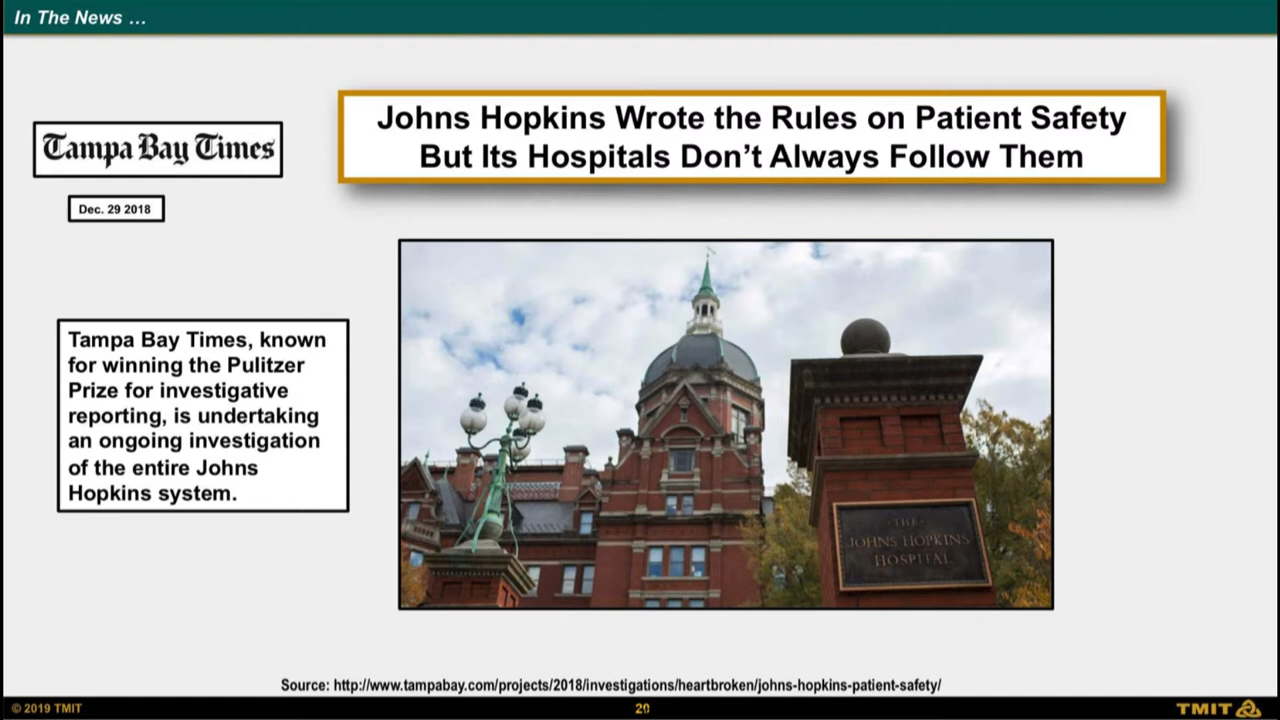 In The News …
Tampa Bay Times
Dec. 29 2018
Johns Hopkins Wrote the Rules on Patient Safety
But Its Hospitals Don’t Always Follow Them
Tampa Bay Times, known
for winning the Pulitzer
Prize for investigative
reporting, is undertaking
an ongoing investigation
of the entire Johns
Hopkins system.
THE
JOHNS HOPKINS
HOSPITAL
Source: http://www.tampabay.com/projects/2018/investigations/heartbroken/johns-hopkins-patient-safety/
© 2019 TMIT
20
TMIT